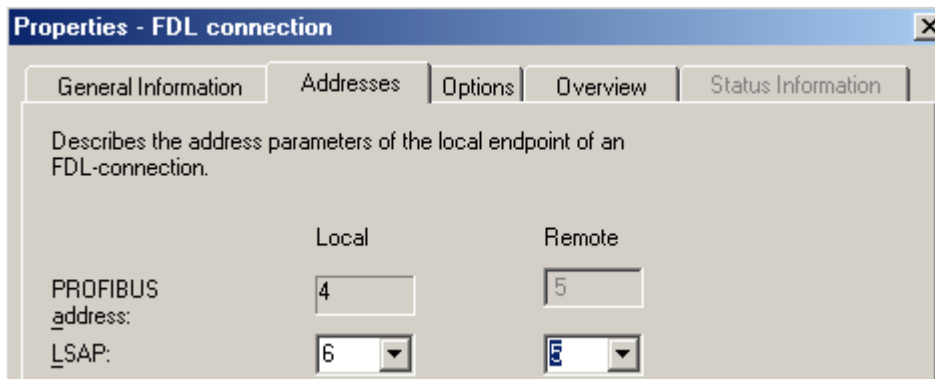 Properties - FDL connection
General Information Addresses Options Overview Status Information
Describes the address parameters of the local endpoint of an
FDL-connection.
Local Remote
PROFIBUS 4 5
address:
LSAP: 6 5